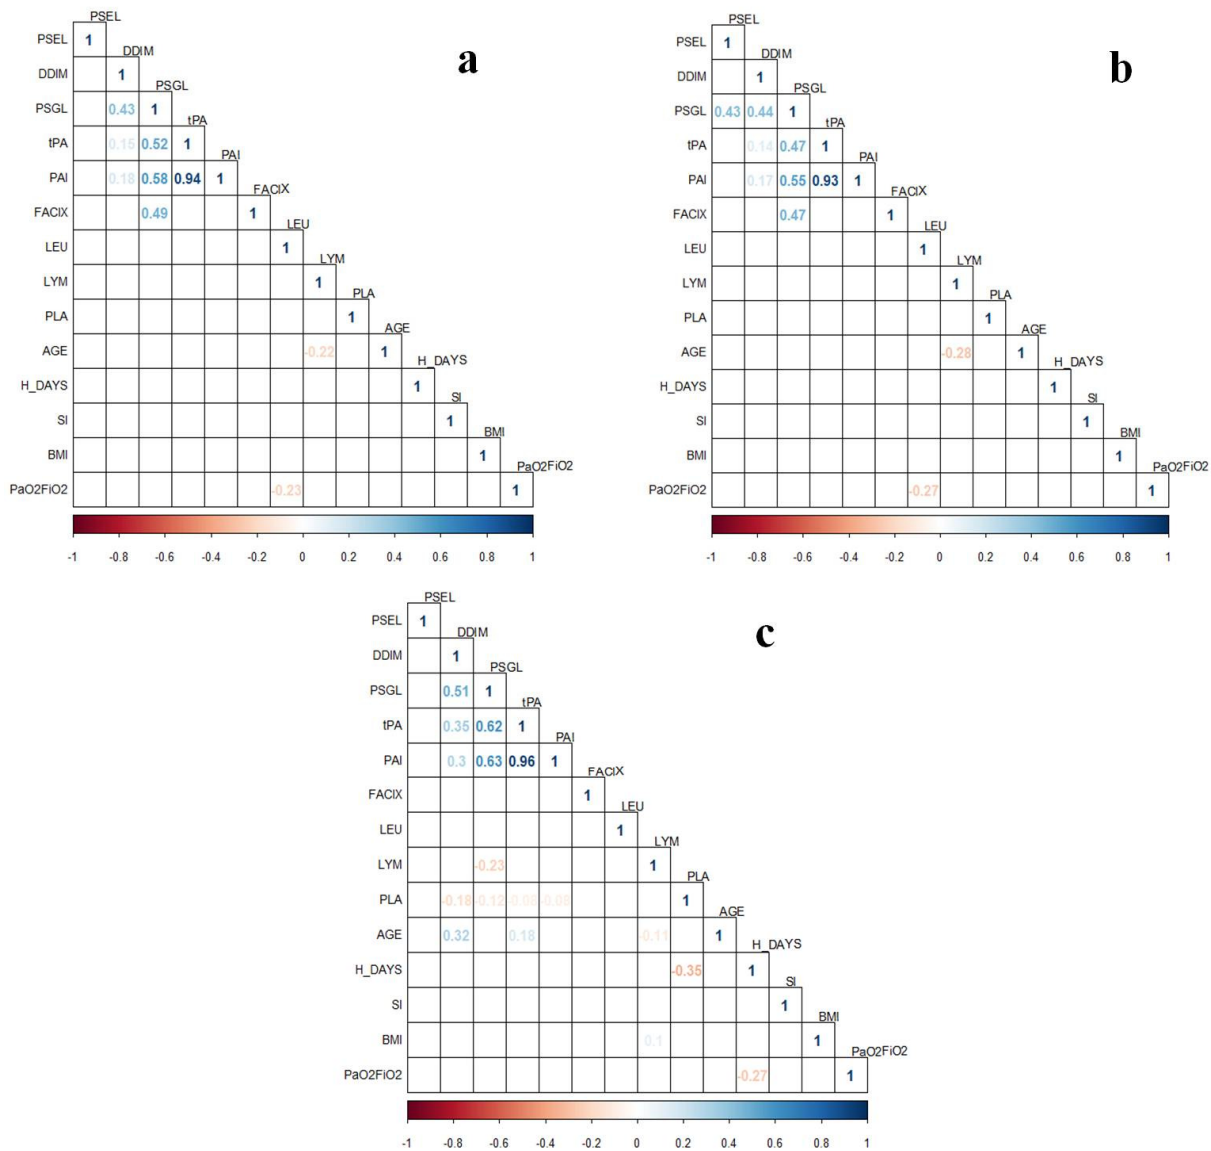 a
PSEL
PSEL 1
DDIM
DDIM 1
PSGL
PSGL 0.43 1
tPA
tPA 0.15 0.52 1
PAI
PAI 0.18 0.58 0.94 1
FACIX
FACIX 0.49 1
LEU
LEU 1
LYM
LYM 1
PLA
PLA 1
AGE
AGE -0.22 1
H_DAYS
H_DAYS 1
SI
SI 1
BMI
BMI 1
PaO2FiO2
PaO2FiO2 -0.23 1
-1 -0.8 -0.6 -0.4 -0.2 0 0.2 0.4 0.6 0.8 1
b
PSEL
PSEL 1
DDIM
DDIM 1
PSGL
PSGL 0.43 0.44 1
tPA
tPA 0.14 0.47 1
PAI
PAI 0.17 0.55 0.93 1
FACIX
FACIX 0.47 1
LEU
LEU 1
LYM
LYM 1
PLA
PLA 1
AGE
AGE -0.28 1
H_DAYS
H_DAYS 1
SI
SI 1
BMI
BMI 1
PaO2FiO2
PaO2FiO2 -0.27 1
-1 -0.8 -0.6 -0.4 -0.2 0 0.2 0.4 0.6 0.8 1
c
PSEL
PSEL 1
DDIM
DDIM 1
PSGL
PSGL 0.51 1
tPA
tPA 0.35 0.62 1
PAI
PAI 0.3 0.63 0.96 1
FACIX
FACIX 1
LEU
LEU 1
LYM
LYM -0.23 1
PLA
PLA -0.18 -0.12 -0.08 -0.08 1
AGE
AGE 0.32 0.18 -0.11 1
H_DAYS
H_DAYS -0.35 1
SI
SI 1
BMI
BMI 0.1 1
PaO2FiO2
PaO2FiO2 -0.27 1
-1 -0.8 -0.6 -0.4 -0.2 0 0.2 0.4 0.6 0.8 1